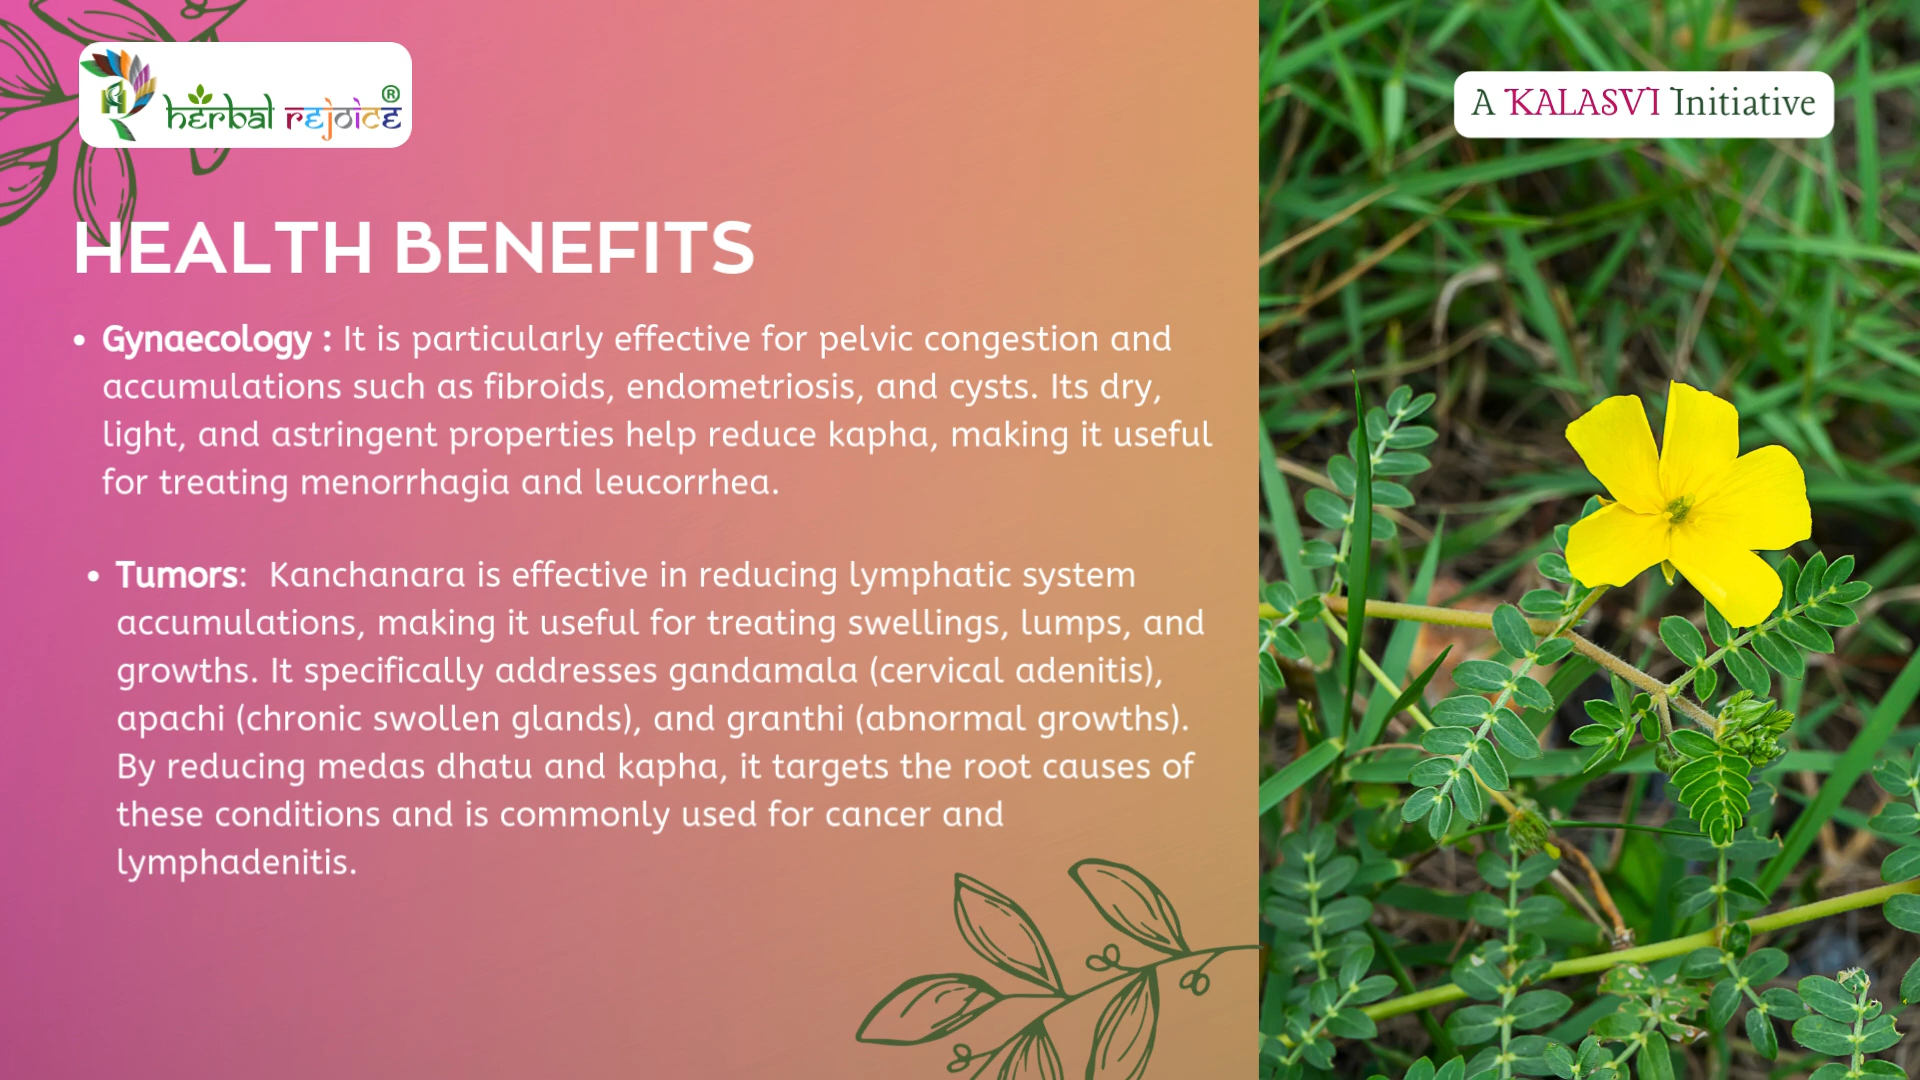 herbal rejoice®
A KALASVI Initiative
HEALTH BENEFITS
• Gynaecology : It is particularly effective for pelvic congestion and
accumulations such as fibroids, endometriosis, and cysts. Its dry,
light, and astringent properties help reduce kapha, making it useful
for treating menorrhagia and leucorrhea.
• Tumors:  Kanchanara is effective in reducing lymphatic system
accumulations, making it useful for treating swellings, lumps, and
growths. It specifically addresses gandamala (cervical adenitis),
apachi (chronic swollen glands), and granthi (abnormal growths).
By reducing medas dhatu and kapha, it targets the root causes of
these conditions and is commonly used for cancer and
lymphadenitis.